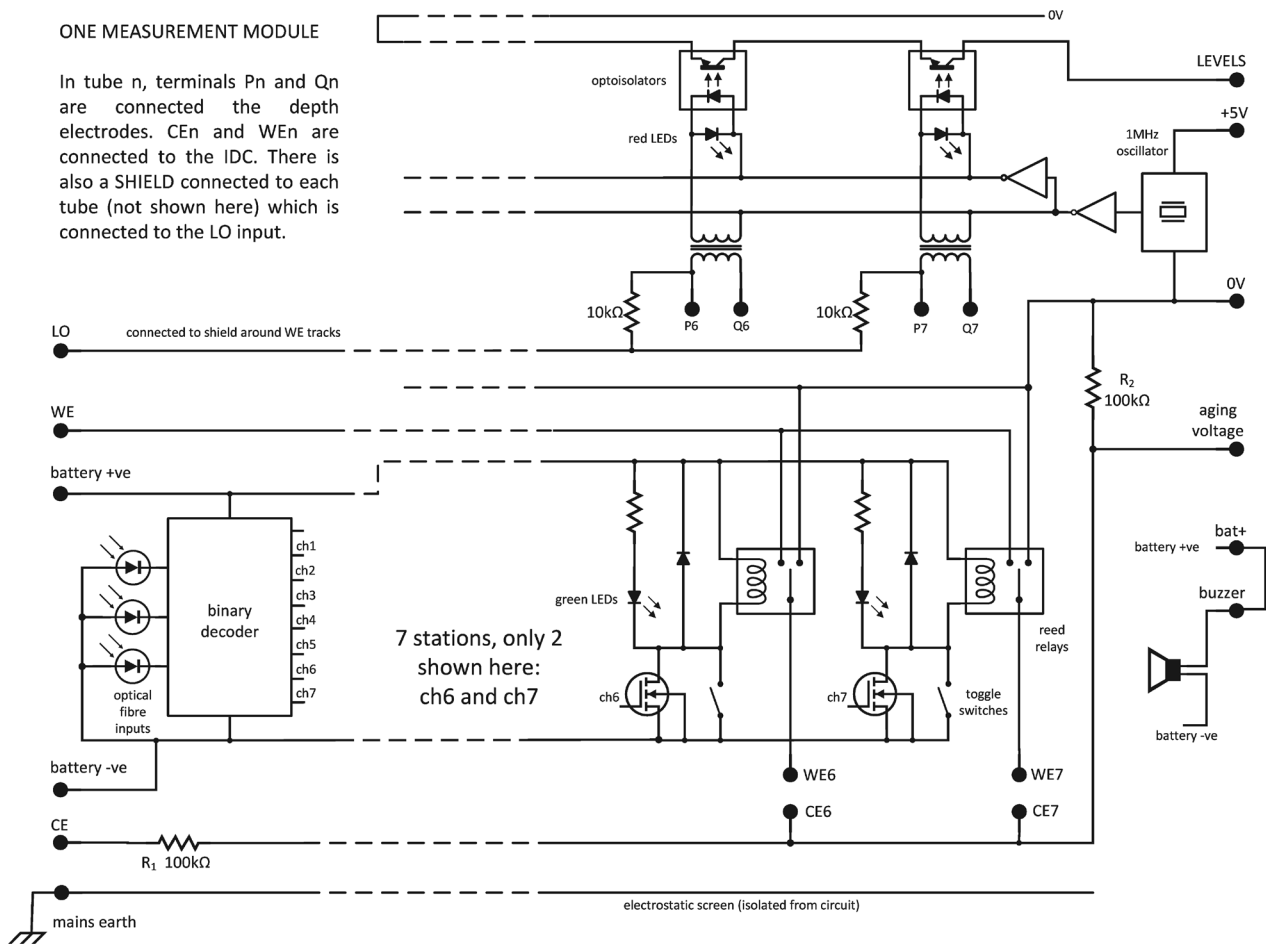 ONE MEASUREMENT MODULE
In tube n, terminals Pn and Qn
are connected the depth
electrodes. CEn and WEn are
connected to the IDC. There is
also a SHIELD connected to each
tube (not shown here) which is
connected to the LO input.
0V
optoisolators
LEVELS
+5V
red LEDs
1MHz
oscillator
0V
10kΩ
P6
Q6
10kΩ
P7
Q7
LO
connected to shield around WE tracks
R2
100kΩ
WE
aging
voltage
battery +ve
ch1
ch2
ch3
ch4
ch5
ch6
ch7
binary
decoder
optical
fibre
inputs
7 stations, only 2
shown here:
ch6 and ch7
green LEDs
ch6
ch7
reed
relays
toggle
switches
battery +ve
bat+
buzzer
battery -ve
battery -ve
WE6
WE7
CE6
CE7
CE
R1 100kΩ
mains earth
electrostatic screen (isolated from circuit)